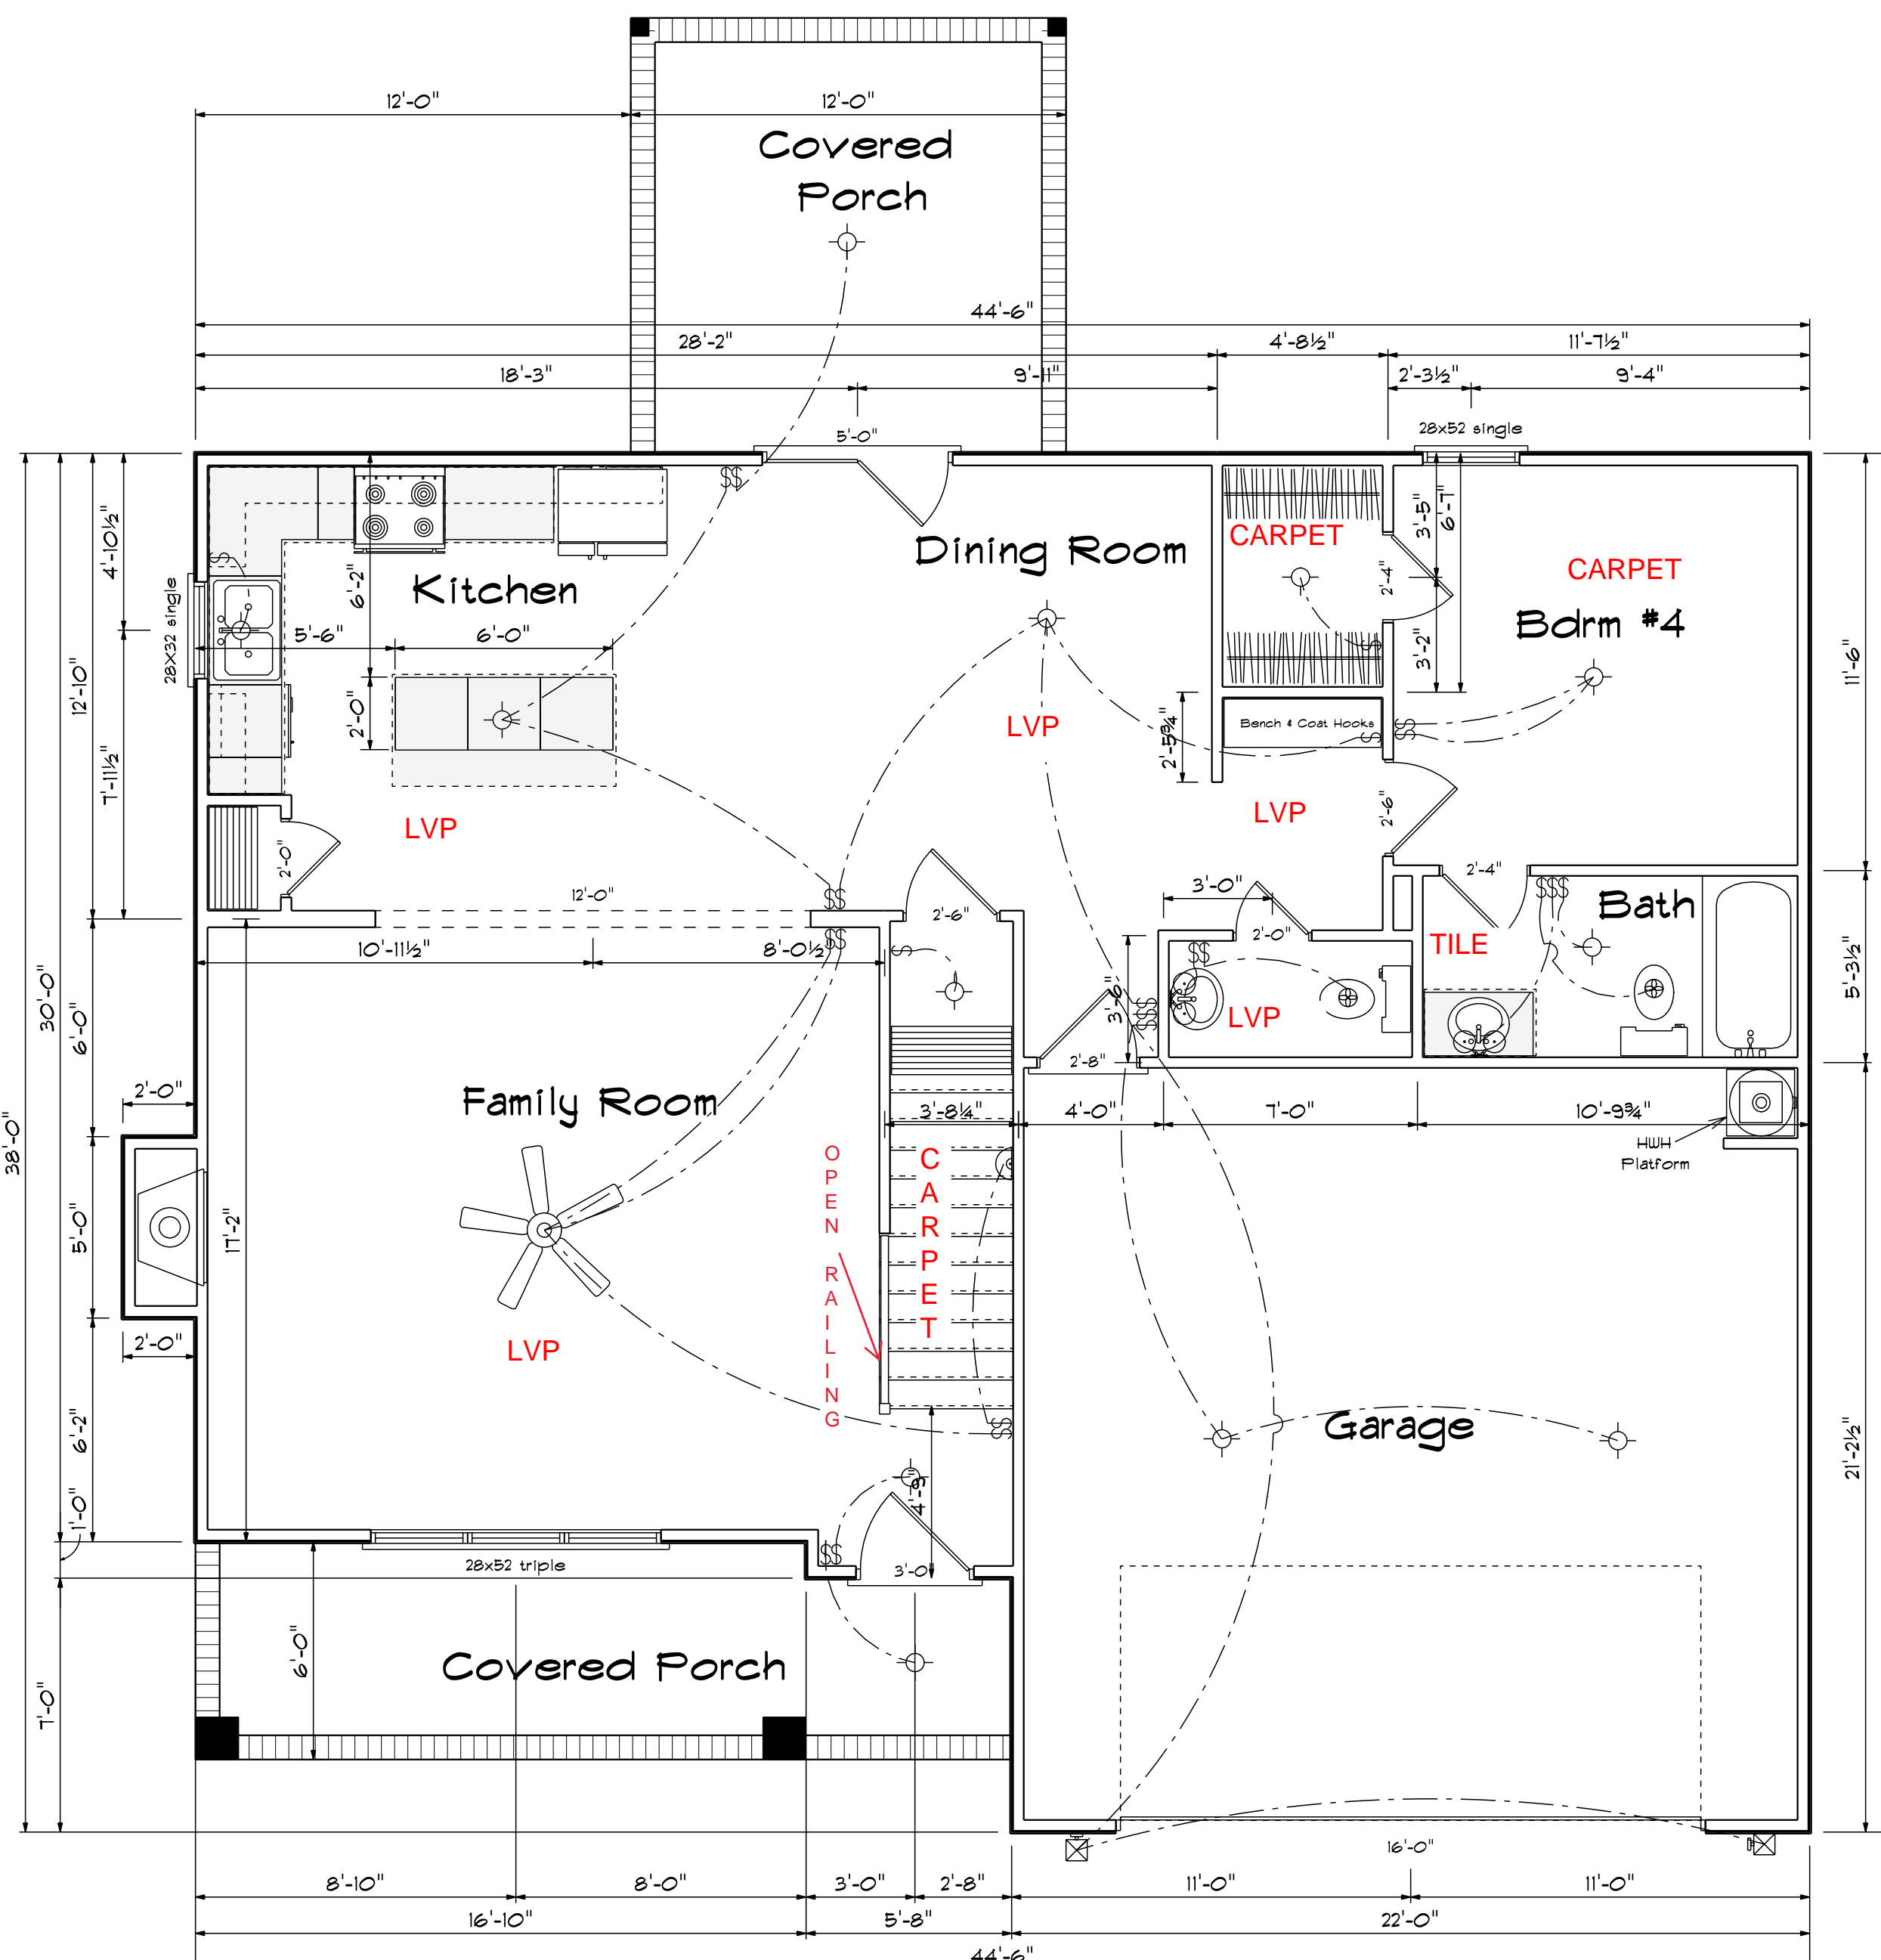 12'-0"
12'-0"
Covered
Porch
44'-6"
28'-2"
4'-8½"
11'-7½"
18'-3"
9'-11"
2'-3½"
9'-4"
28x52 single
5'-0"
4'-10½"
28X32 single
6'-2"
Kitchen
5'-6"
6'-0"
2'-0"
Dining Room
CARPET
2'-4"
3'-5"
6'-7"
3'-2"
CARPET
Bdrm #4
11'-6"
12'-10"
7'-11½"
LVP
2'-5¾"
Bench & Coat Hooks
LVP
2'-6"
LVP
2'-0"
12'-0"
2'-6"
3'-0"
2'-0"
2'-4"
Bath
TILE
5'-3½"
10'-11½"
8'-0½"
30'-0"
6'-0"
3'-6"
LVP
2'-8"
2'-0"
Family Room
3'-8¼"
4'-0"
7'-0"
10'-9¾"
HWH
Platform
38'-0"
5'-0"
17'-2"
OPEN RAILING
CARPET
2'-0"
LVP
6'-2"
Garage
21'-2½"
1'-0"
4'-9"
28x52 triple
3'-0"
6'-0"
Covered Porch
7'-0"
16'-0"
8'-10"
8'-0"
3'-0"
2'-8"
11'-0"
11'-0"
16'-10"
5'-8"
22'-0"
44'-6"